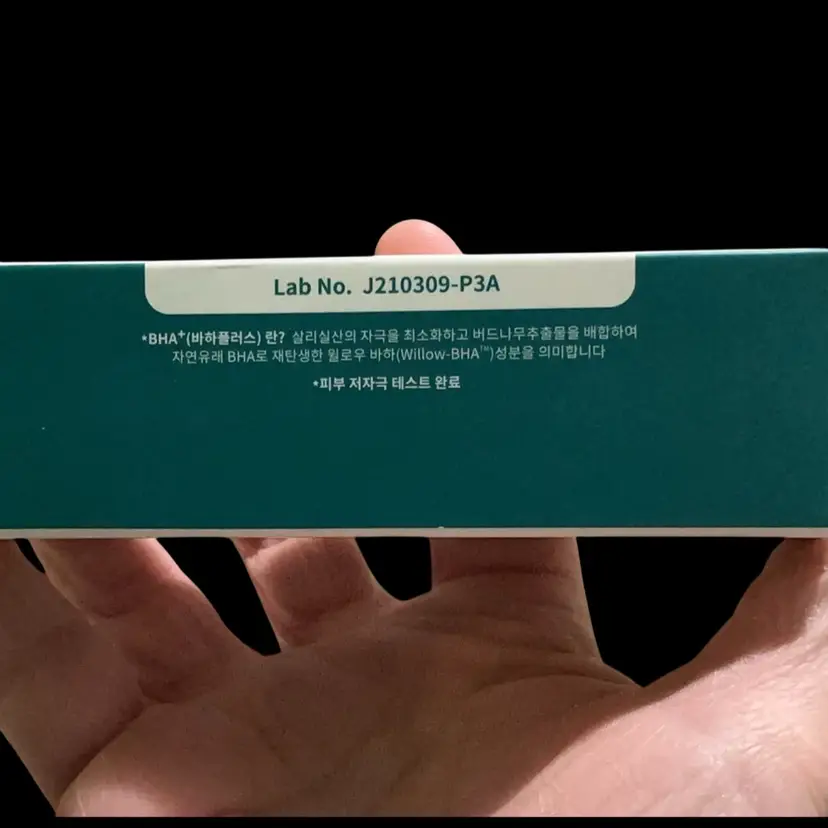 Lab No. J210309-P3A
*BHA⁺(바하플러스) 란? 살리실산의 자극을 최소화하고 버드나무추출물을 배합하여
자연유래 BHA로 재탄생한 윌로우 바하(Willow-BHA™)성분을 의미합니다
*피부 저자극 테스트 완료